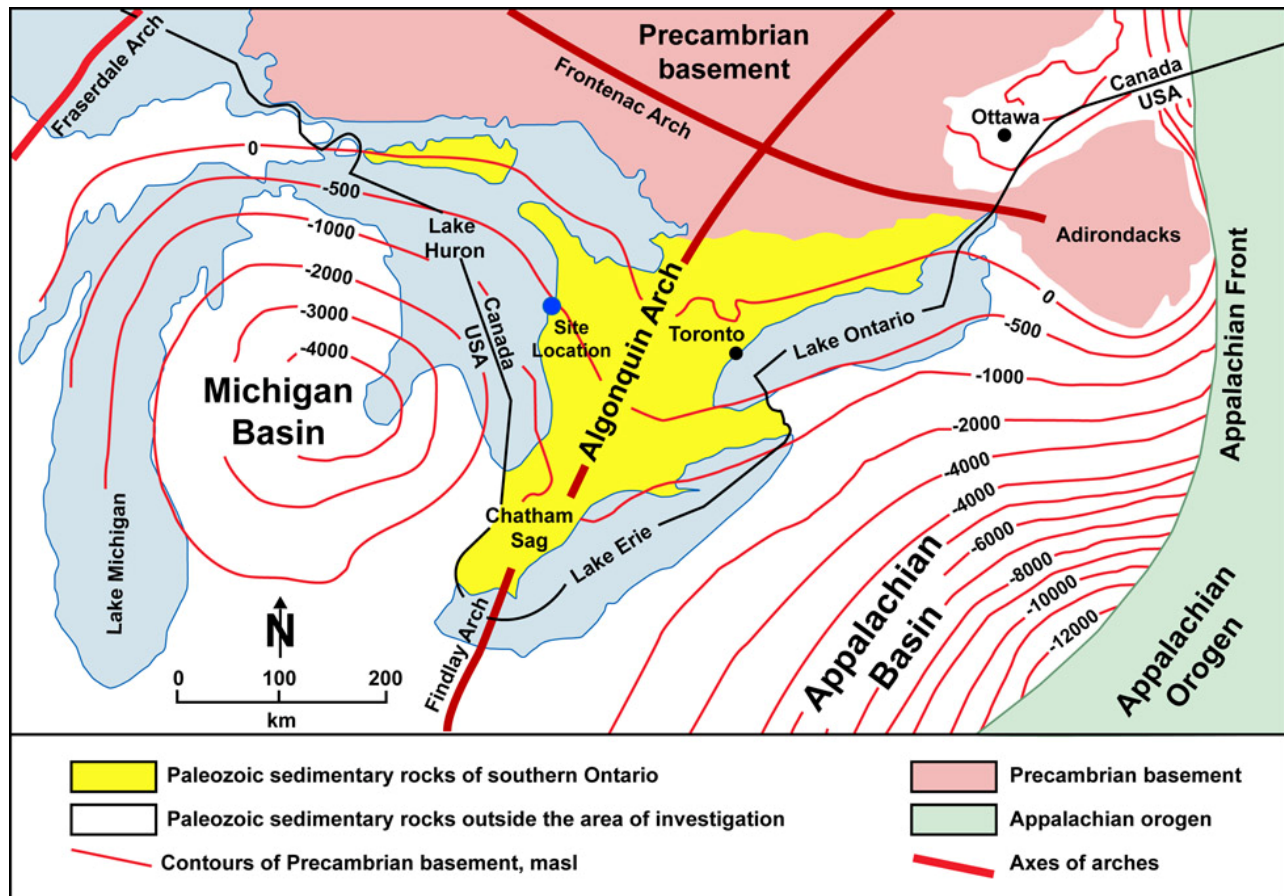 Fraserdale Arch
Precambrian
basement
Frontenac Arch
Canada
USA
Ottawa
0
-500
-1000
-2000
-3000
-4000
Lake
Huron
Canada
USA
Site
Location
Algonquin Arch
Toronto
Lake Ontario
Adirondacks
Appalachian Front
0
-500
-1000
-2000
-4000
-4000
-6000
-8000
-10000
-12000
Michigan
Basin
Lake Michigan
Chatham
Sag
Lake Erie
Findlay Arch
Appalachian
Basin
Appalachian
Orogen
N
0
100
200
km
Paleozoic sedimentary rocks of southern Ontario
Paleozoic sedimentary rocks outside the area of investigation
Contours of Precambrian basement, masl
Precambrian basement
Appalachian orogen
Axes of arches